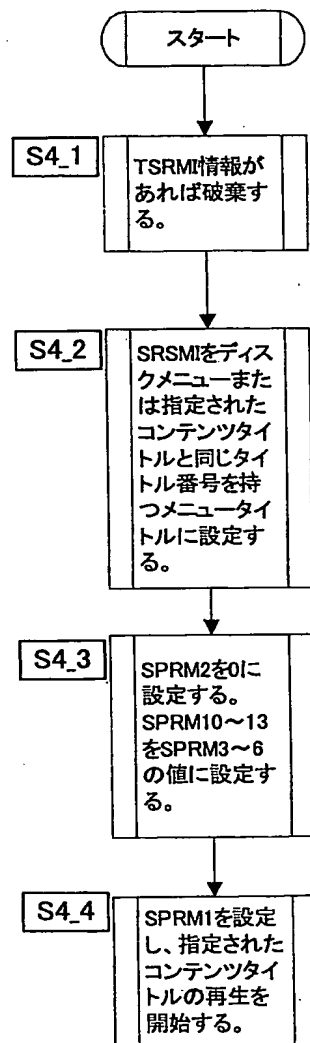 スタート
S4_1
TSRMI情報が
あれば破棄す
る。
S4_2
SRSMIをディス
クメニューまた
は指定された
コンテンツタイ
トルと同じタイ
トル番号を持
つメニュータイ
トルに設定す
る。
S4_3
SPRM2を0に
設定する。
SPRM10～13
をSPRM3～6
の値に設定す
る。
S4_4
SPRM1を設定
し、指定された
コンテンツタイ
トルの再生を
開始する。